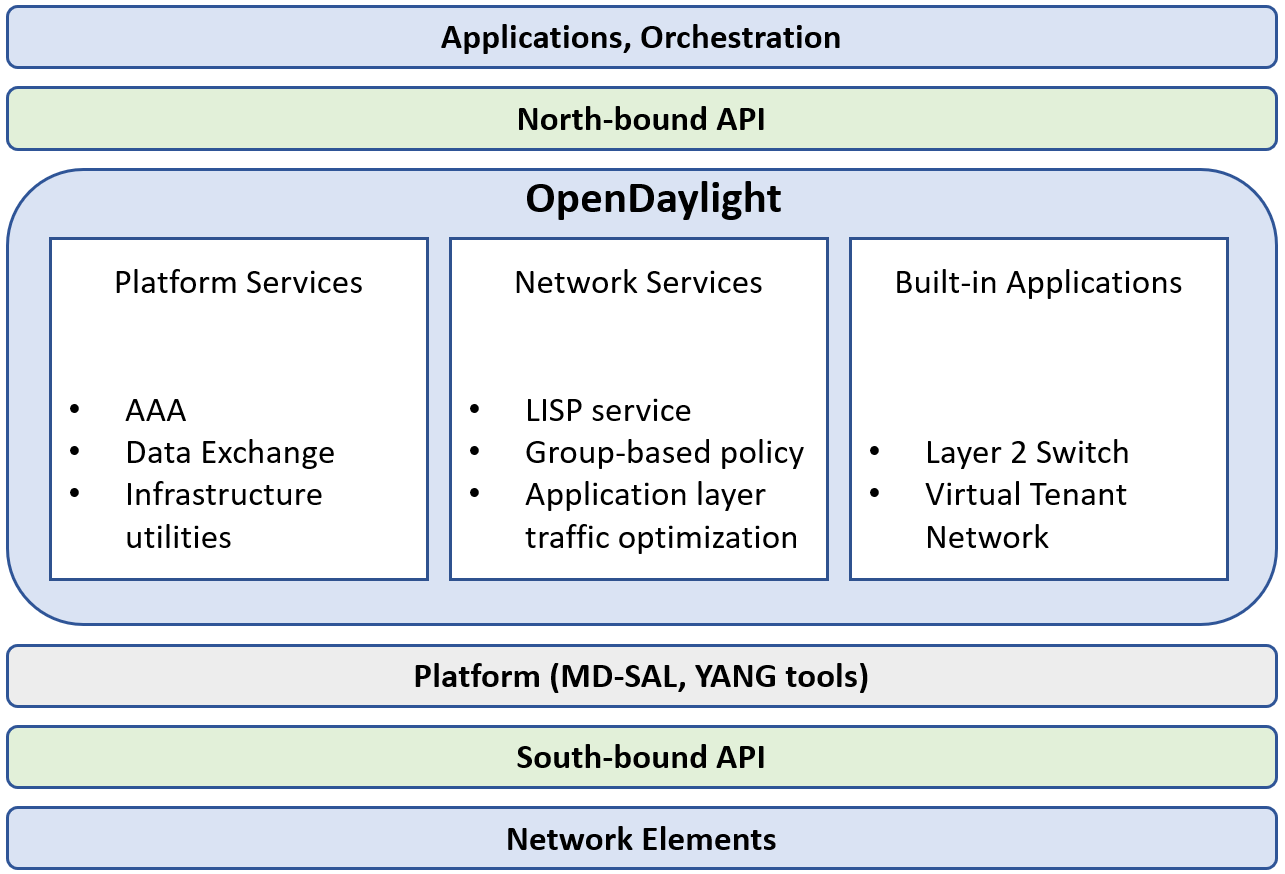 Applications, Orchestration
North-bound API
OpenDaylight
Platform Services
• AAA
• Data Exchange
• Infrastructure
utilities
Network Services
• LISP service
• Group-based policy
• Application layer
traffic optimization
Built-in Applications
• Layer 2 Switch
• Virtual Tenant
Network
Platform (MD-SAL, YANG tools)
South-bound API
Network Elements